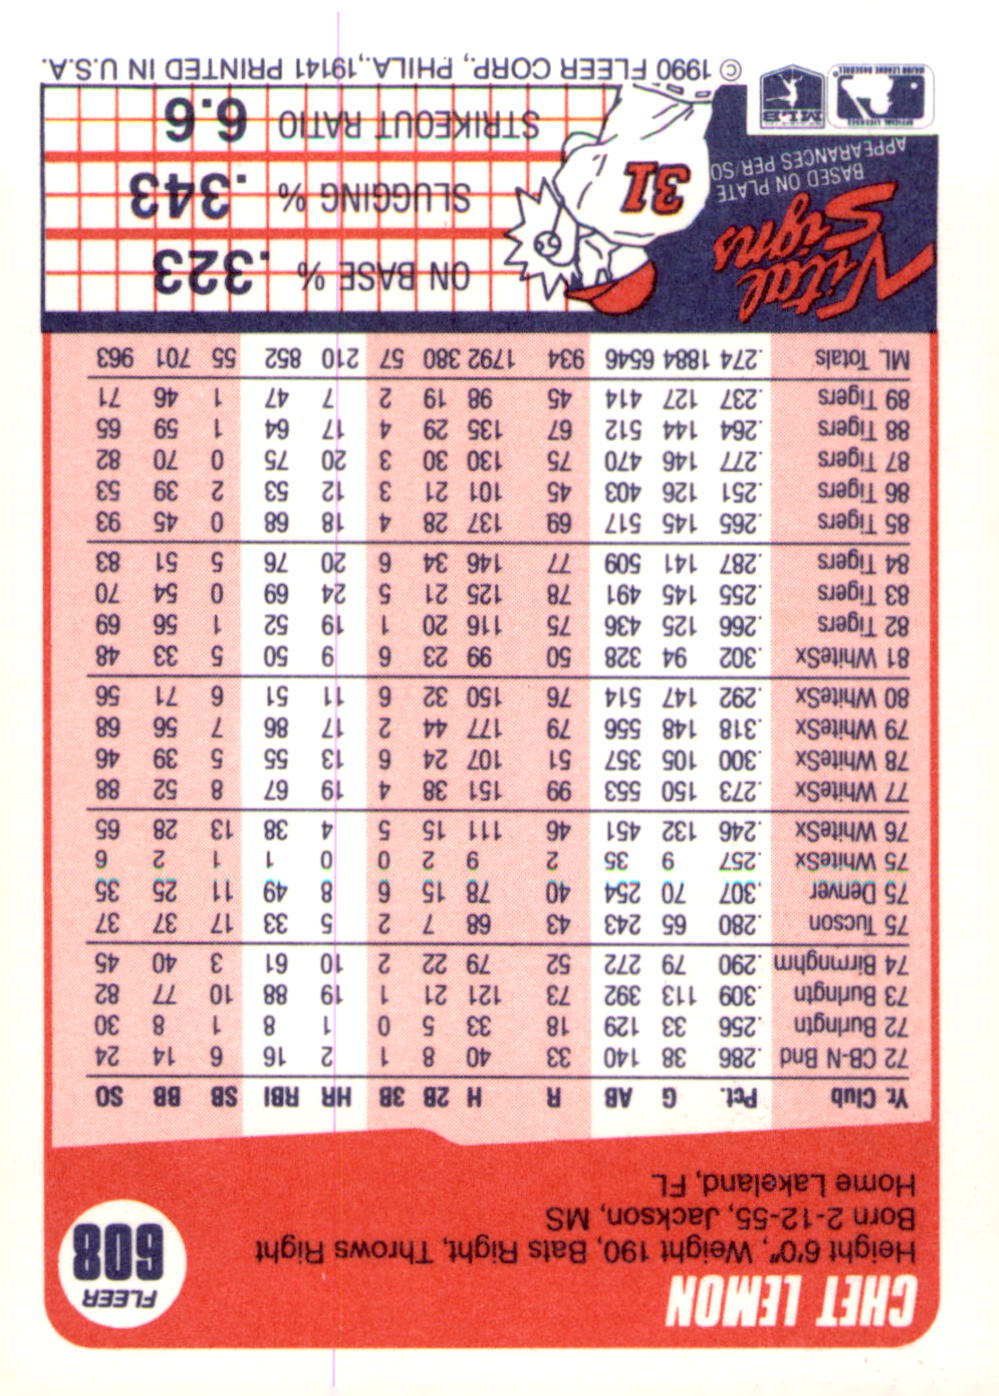 FLEER
608
CHET LEMON
Height 6'0", Weight 190, Bats Right, Throws Right
Born 2-12-55, Jackson, MS
Home Lakeland, FL
Yr. Club Pct. G AB R H 2B 3B HR RBI SB BB SO
72 CB-N Bnd .286 38 140 33 40 8 1 2 16 6 14 24
72 Burlngtn .256 33 129 18 33 5 0 1 8 1 8 30
73 Burlngtn .309 113 392 73 121 21 1 19 88 10 77 82
74 Birmnghm .290 79 272 52 79 22 2 10 61 3 40 45
75 Tucson .280 65 243 43 68 7 2 5 33 17 37 37
75 Denver .307 70 254 40 78 15 6 8 49 11 25 35
75 WhiteSx .257 9 35 2 9 2 0 0 1 1 2 6
76 WhiteSx .246 132 451 46 111 15 5 4 38 13 28 65
77 WhiteSx .273 150 553 99 151 38 4 19 67 8 52 88
78 WhiteSx .300 105 357 51 107 24 6 13 55 5 39 46
79 WhiteSx .318 148 556 79 177 44 2 17 86 7 56 68
80 WhiteSx .292 147 514 76 150 32 6 11 51 6 71 56
81 WhiteSx .302 94 328 50 99 23 6 9 50 5 33 48
82 Tigers .266 125 436 75 116 20 1 19 52 1 56 69
83 Tigers .255 145 491 78 125 21 5 24 69 0 54 70
84 Tigers .287 141 509 77 146 34 6 20 76 5 51 83
85 Tigers .265 145 517 69 137 28 4 18 68 0 45 93
86 Tigers .251 126 403 45 101 21 3 12 53 2 39 53
87 Tigers .277 146 470 75 130 30 3 20 75 0 70 82
88 Tigers .264 144 512 67 135 29 4 17 64 1 59 65
89 Tigers .237 127 414 45 98 19 2 7 47 1 46 71
ML Totals .274 1884 6546 934 1792 380 57 210 852 55 701 963
Vital Signs
BASED ON PLATE
APPEARANCES PER/SO
31
ON BASE % .323
SLUGGING % .343
STRIKEOUT RATIO 6.6
OFFICIAL LICENSEE
MAJOR LEAGUE BASEBALL
MLB
© 1990 FLEER CORP., PHILA., 19141 PRINTED IN U.S.A.